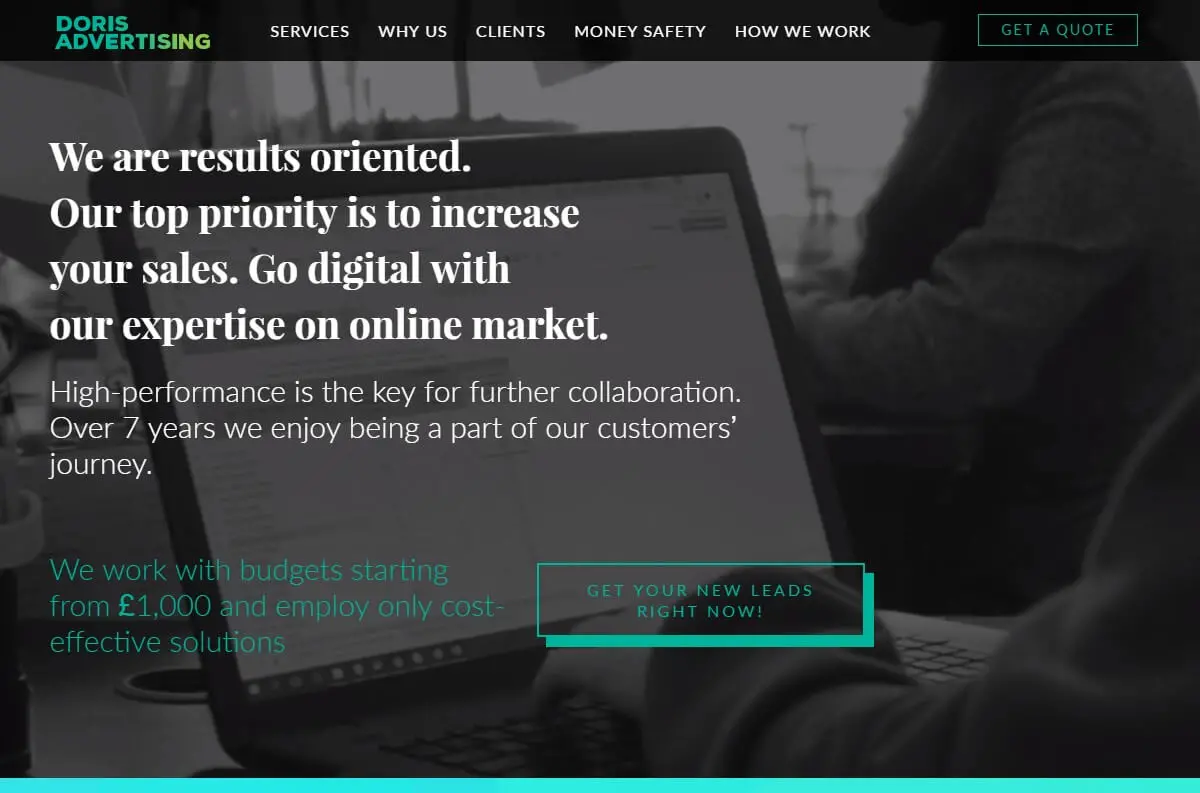 DORIS
ADVERTISING
SERVICES
WHY US
CLIENTS
MONEY SAFETY
HOW WE WORK
GET A QUOTE
We are results oriented.
Our top priority is to increase
your sales. Go digital with
our expertise on online market.
High-performance is the key for further collaboration.
Over 7 years we enjoy being a part of our customers’
journey.
We work with budgets starting
from £1,000 and employ only cost-
effective solutions
GET YOUR NEW LEADS
RIGHT NOW!